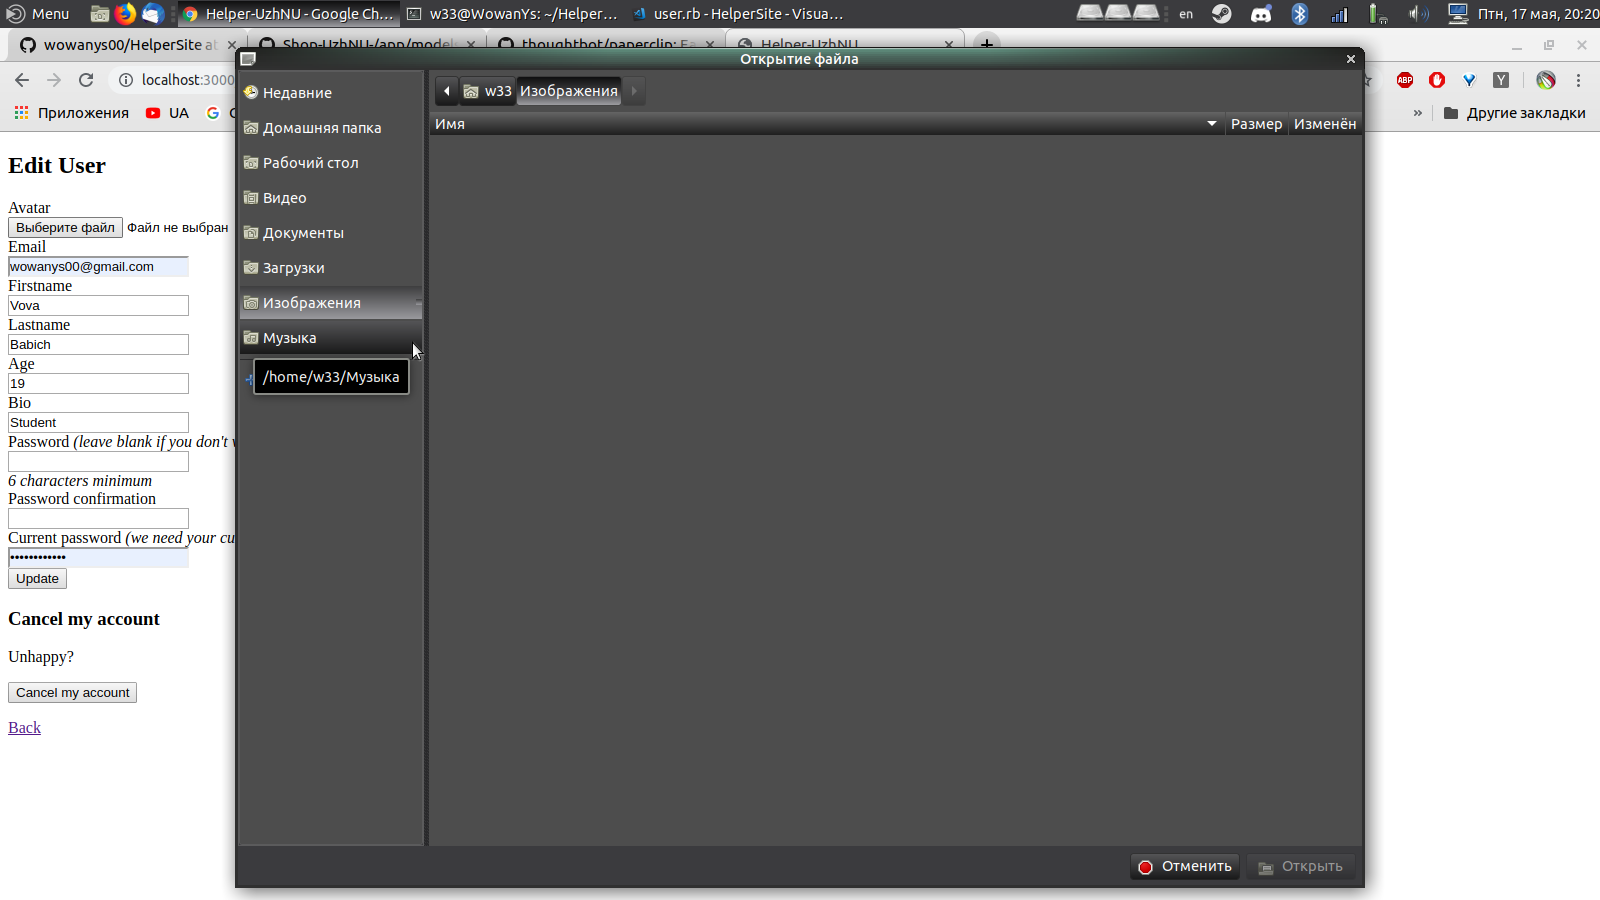 Menu
Helper-UzhNU - Google Ch...
w33@WowanYs: ~/Helper...
user.rb - HelperSite - Visua...
en
Птн, 17 мая, 20:20
wowanys00/HelperSite at
Shop-UzhNU-/app/model
thoughtbot/paperclip: Ea
Helper-UzhNU
Открытие файла
localhost:3000
ABP
Y
Приложения
UA
Другие закладки
Недавние
Домашняя папка
Рабочий стол
Видео
Документы
Загрузки
Изображения
Музыка
/home/w33/Музыка
w33
Изображения
Имя
Размер
Изменён
Отменить
Открыть
Edit User
Avatar
Выберите файл
Файл не выбран
Email
wowanys00@gmail.com
Firstname
Vova
Lastname
Babich
Age
19
Bio
Student
Password (leave blank if you don't
6 characters minimum
Password confirmation
Current password (we need your cu
••••••••••••
Update
Cancel my account
Unhappy?
Cancel my account
Back